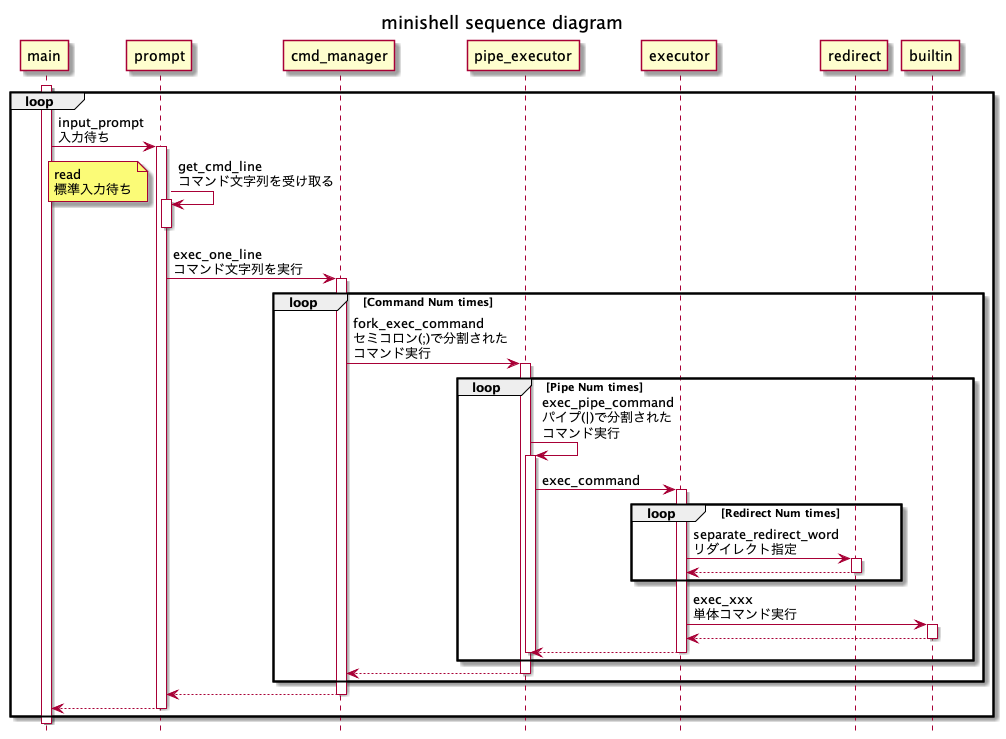 minishell sequence diagram
main
prompt
cmd_manager
pipe_executor
executor
redirect
builtin
loop
input_prompt
入力待ち
read
標準入力待ち
get_cmd_line
コマンド文字列を受け取る
exec_one_line
コマンド文字列を実行
loop
[Command Num times]
fork_exec_command
セミコロン(;)で分割された
コマンド実行
loop
[Pipe Num times]
exec_pipe_command
パイプ(|)で分割された
コマンド実行
exec_command
loop
[Redirect Num times]
separate_redirect_word
リダイレクト指定
exec_xxx
単体コマンド実行